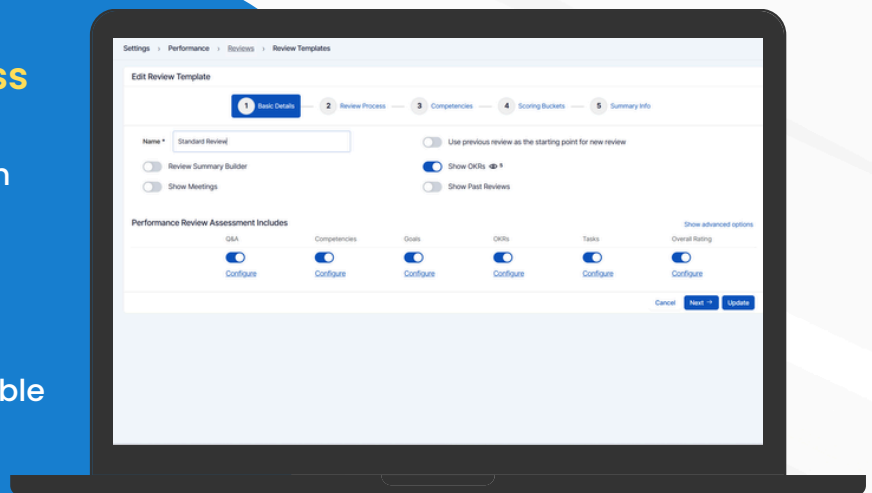 ss
n
ble
Settings › Performance › Reviews › Review Templates
Edit Review Template
1 Basic Details 2 Review Process 3 Competencies 4 Scoring Buckets 5 Summary Info
Name * Standard Review
Use previous review as the starting point for new review
Review Summary Builder
Show OKRs
Show Meetings
Show Past Reviews
Performance Review Assessment Includes
Show advanced options
Q&A Competencies Goals OKRs Tasks Overall Rating
Configure Configure Configure Configure Configure Configure
Cancel Next → Update